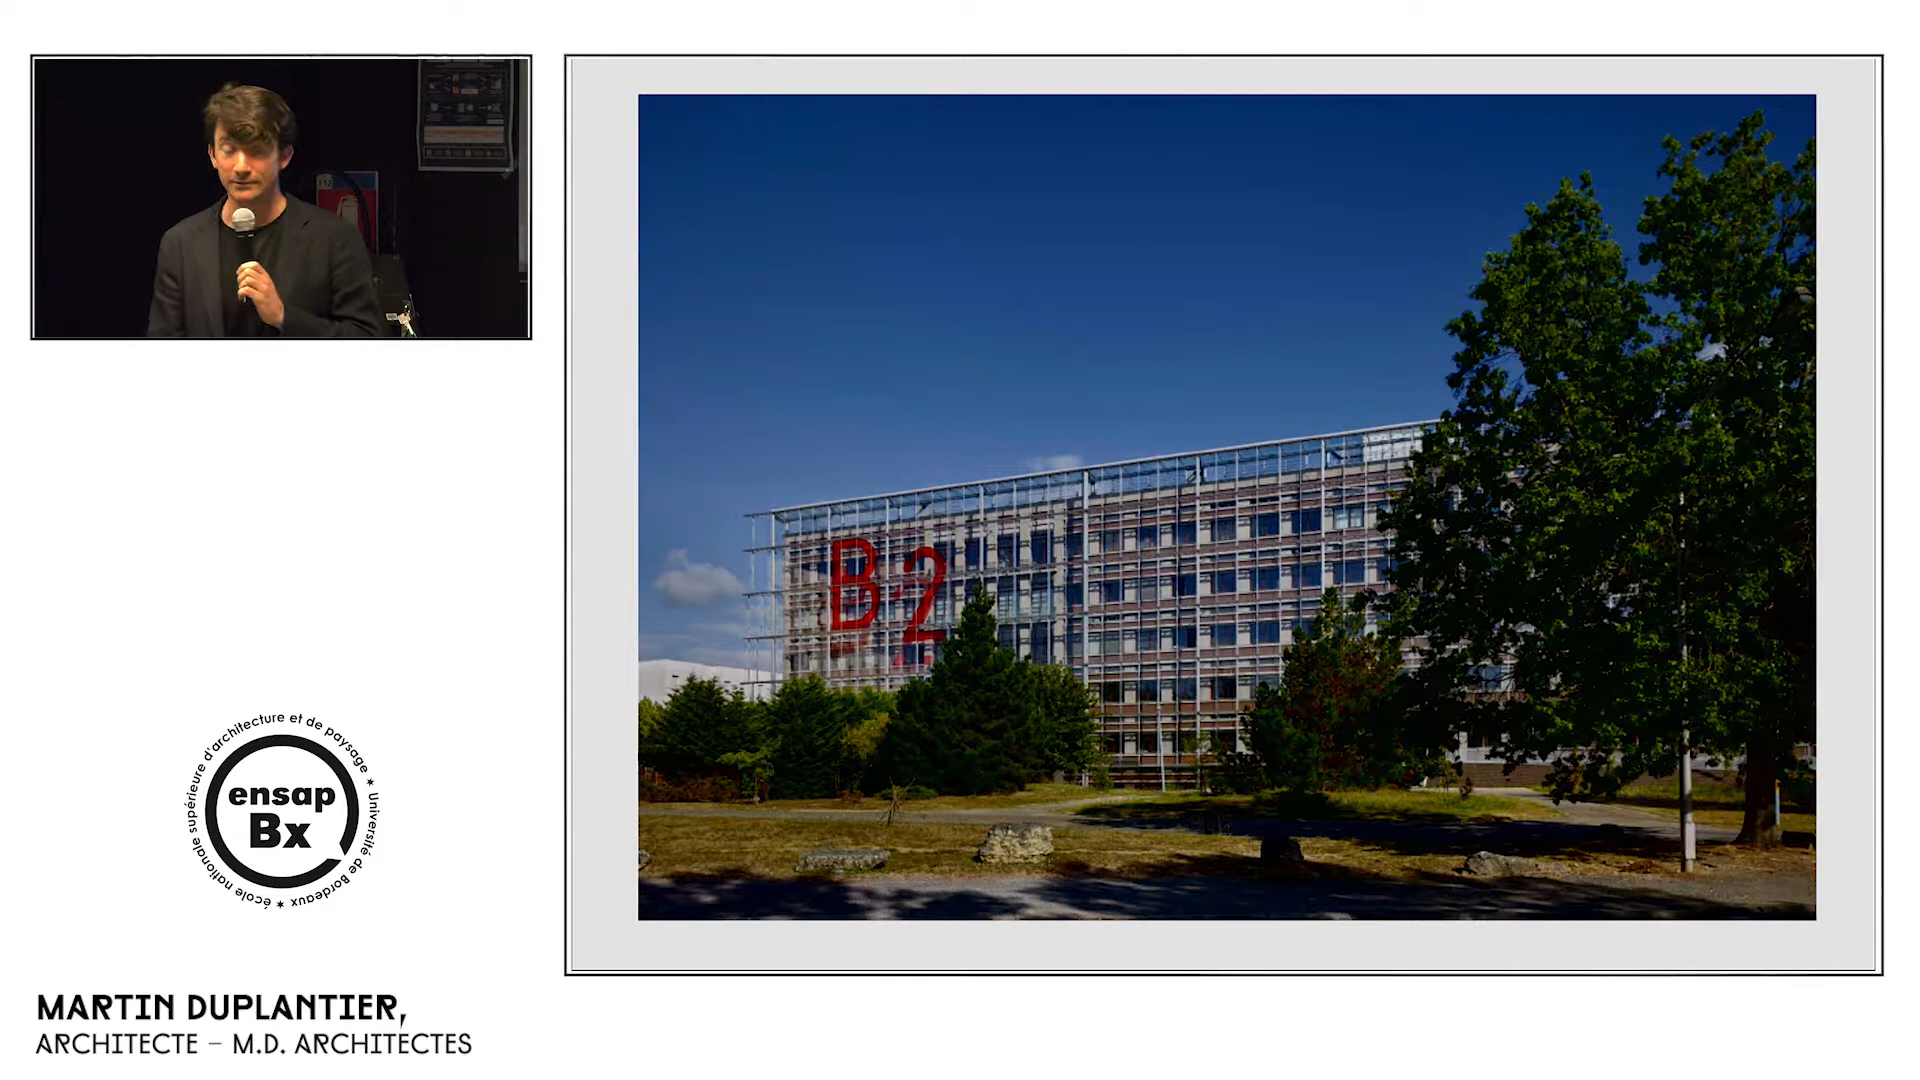 B2
école nationale supérieure d'architecture et de paysage ★ Université de Bordeaux ★
ensap
Bx
MARTIN DUPLANTIER,
ARCHITECTE – M.D. ARCHITECTES